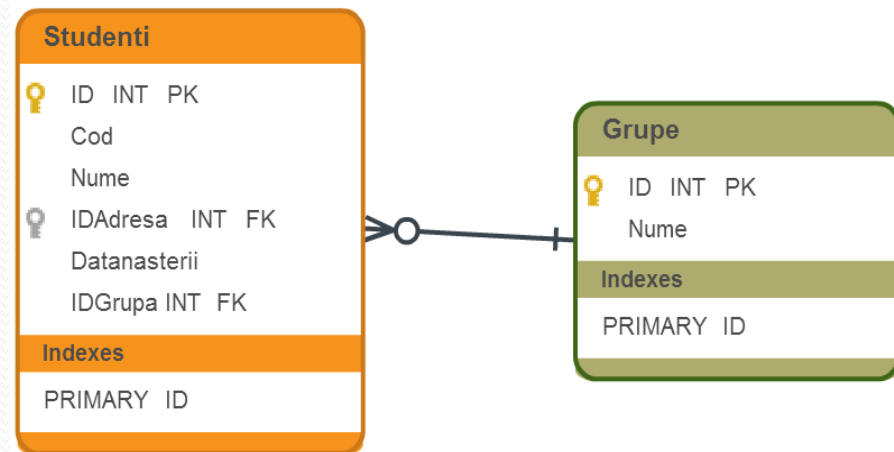 Studenti
ID INT PK
Cod
Nume
IDAdresa INT FK
Datanasterii
IDGrupa INT FK
Indexes
PRIMARY ID
Grupe
ID INT PK
Nume
Indexes
PRIMARY ID